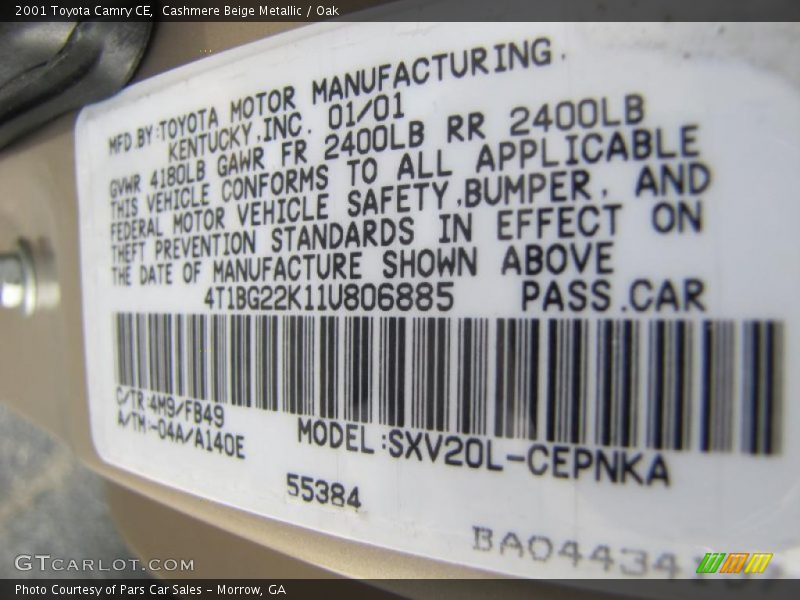 2001 Toyota Camry CE, Cashmere Beige Metallic / Oak
MFD.BY:TOYOTA MOTOR MANUFACTURING.
KENTUCKY,INC. 01/01
GVWR 4180LB GAWR FR 2400LB RR 2400LB
THIS VEHICLE CONFORMS TO ALL APPLICABLE
FEDERAL MOTOR VEHICLE SAFETY,BUMPER, AND
THEFT PREVENTION STANDARDS IN EFFECT ON
THE DATE OF MANUFACTURE SHOWN ABOVE
4T1BG22K11U806885 PASS.CAR
C/TR:4M9/FB49
A/TM:-04A/A140E
MODEL:SXV20L-CEPNKA
55384
GTCARLOT.COM
Photo Courtesy of Pars Car Sales - Morrow, GA